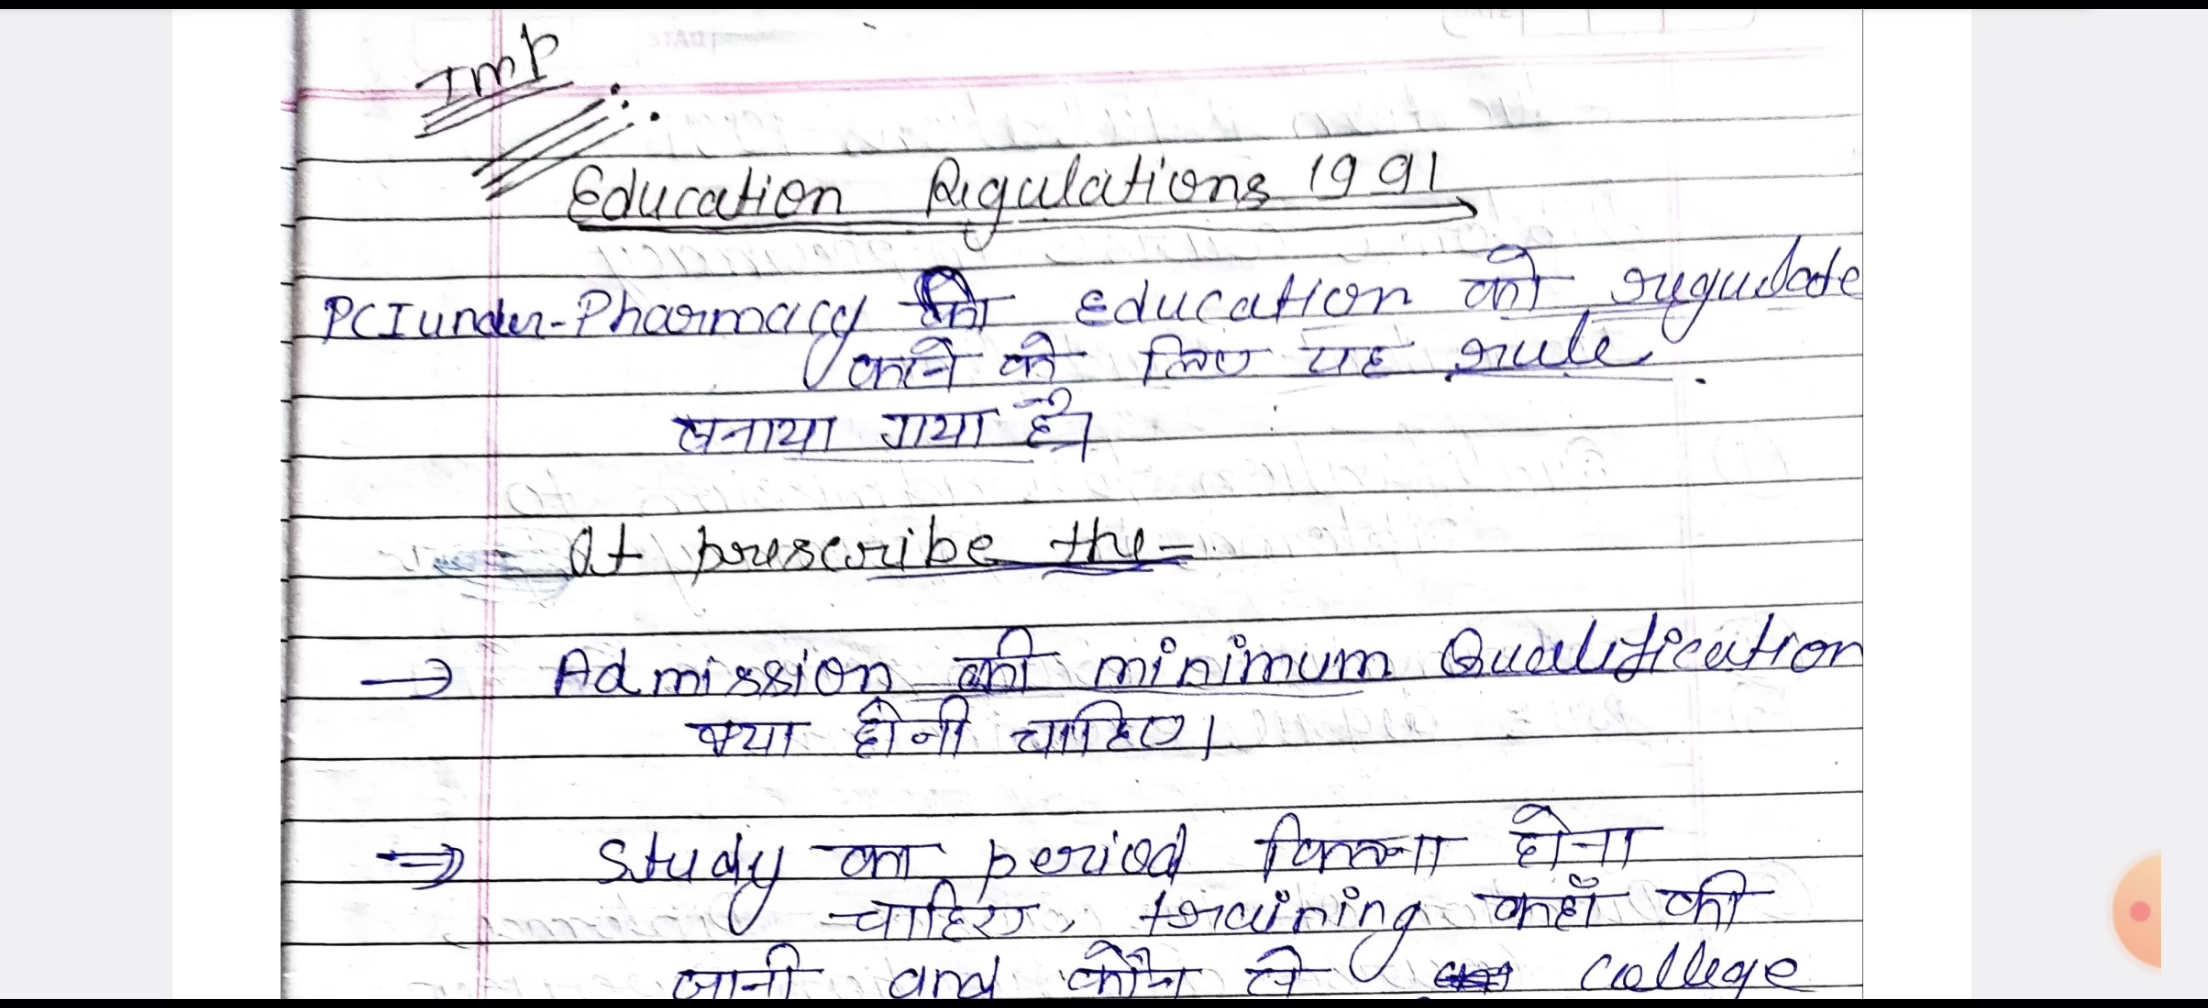 Imp
Education Regulations 1991
PCI under - Pharmacy की education को regulate
करने के लिए यह rule
बनाया गया है।
It prescribe the =
→ Admission की minimum Qualification
क्या होनी चाहिए।
⇒ Study का period कितना होना
चाहिए, training कहाँ की
जानी and कौन से college